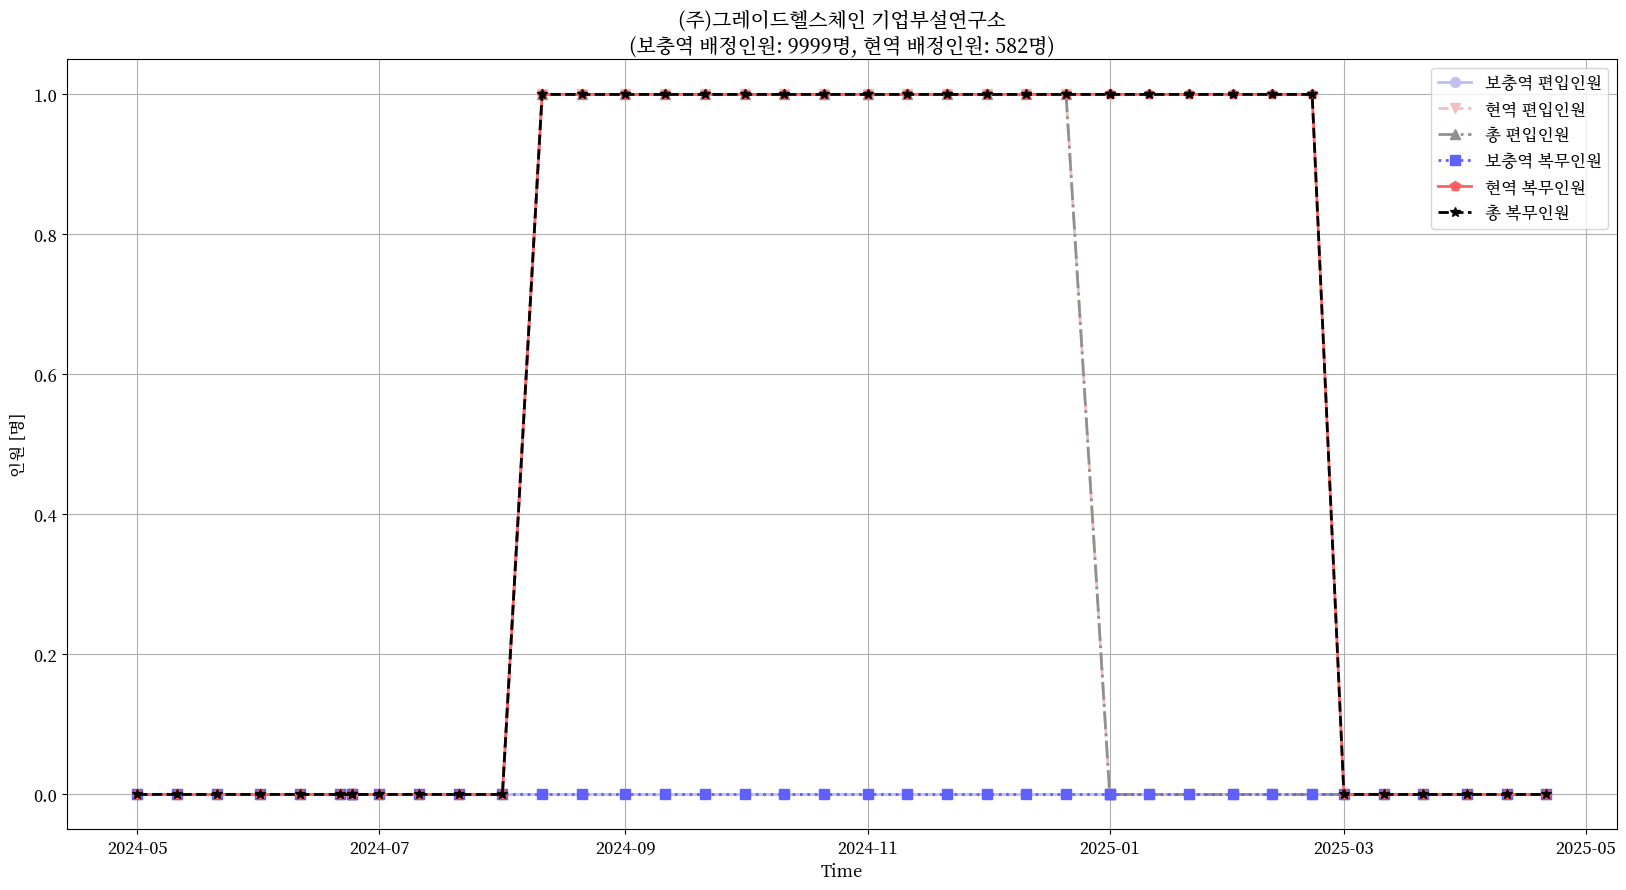 (주)그레이드헬스체인 기업부설연구소
(보충역 배정인원: 9999명, 현역 배정인원: 582명)
보충역 편입인원
현역 편입인원
총 편입인원
보충역 복무인원
현역 복무인원
총 복무인원
인원 [명]
1.0
0.8
0.6
0.4
0.2
0.0
2024-05 2024-07 2024-09 2024-11 2025-01 2025-03 2025-05
Time